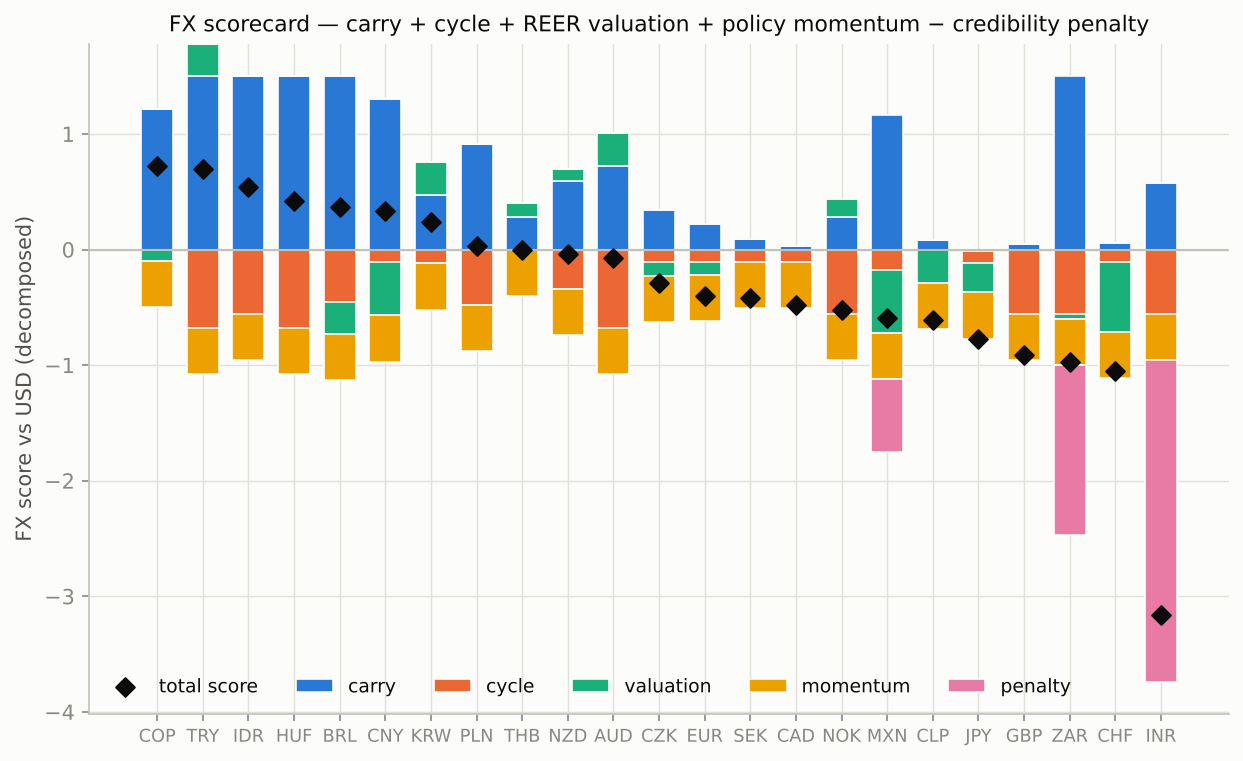 FX scorecard — carry + cycle + REER valuation + policy momentum − credibility penalty
FX score vs USD (decomposed)
1
0
−1
−2
−3
−4
total score carry cycle valuation momentum penalty
COP TRY IDR HUF BRL CNY KRW PLN THB NZD AUD CZK EUR SEK CAD NOK MXN CLP JPY GBP ZAR CHF INR